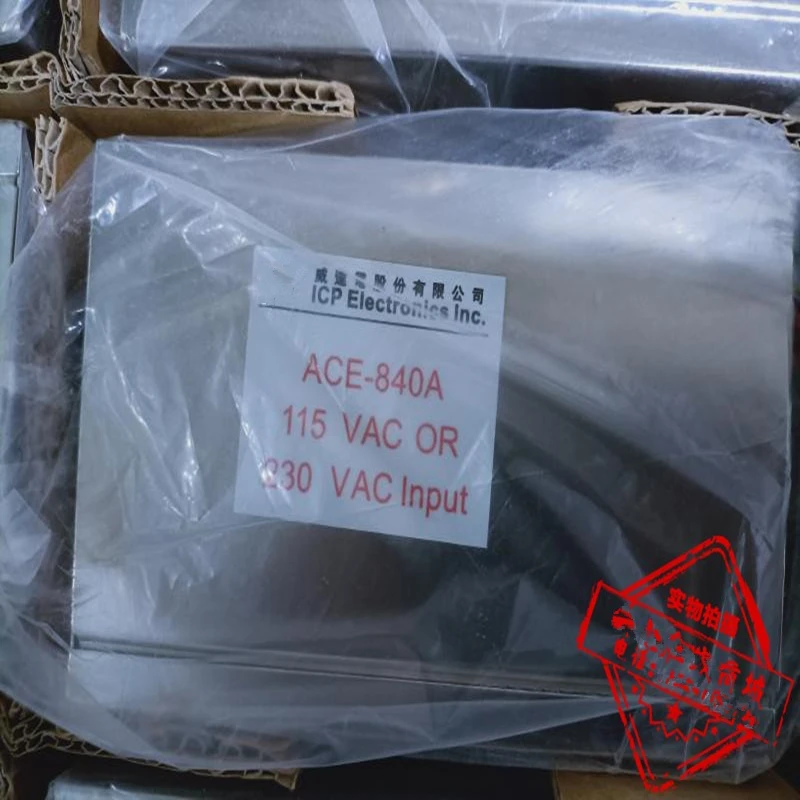 威達電股份有限公司
ICP Electronics Inc.
ACE-840A
115 VAC OR
230 VAC Input
实物拍摄